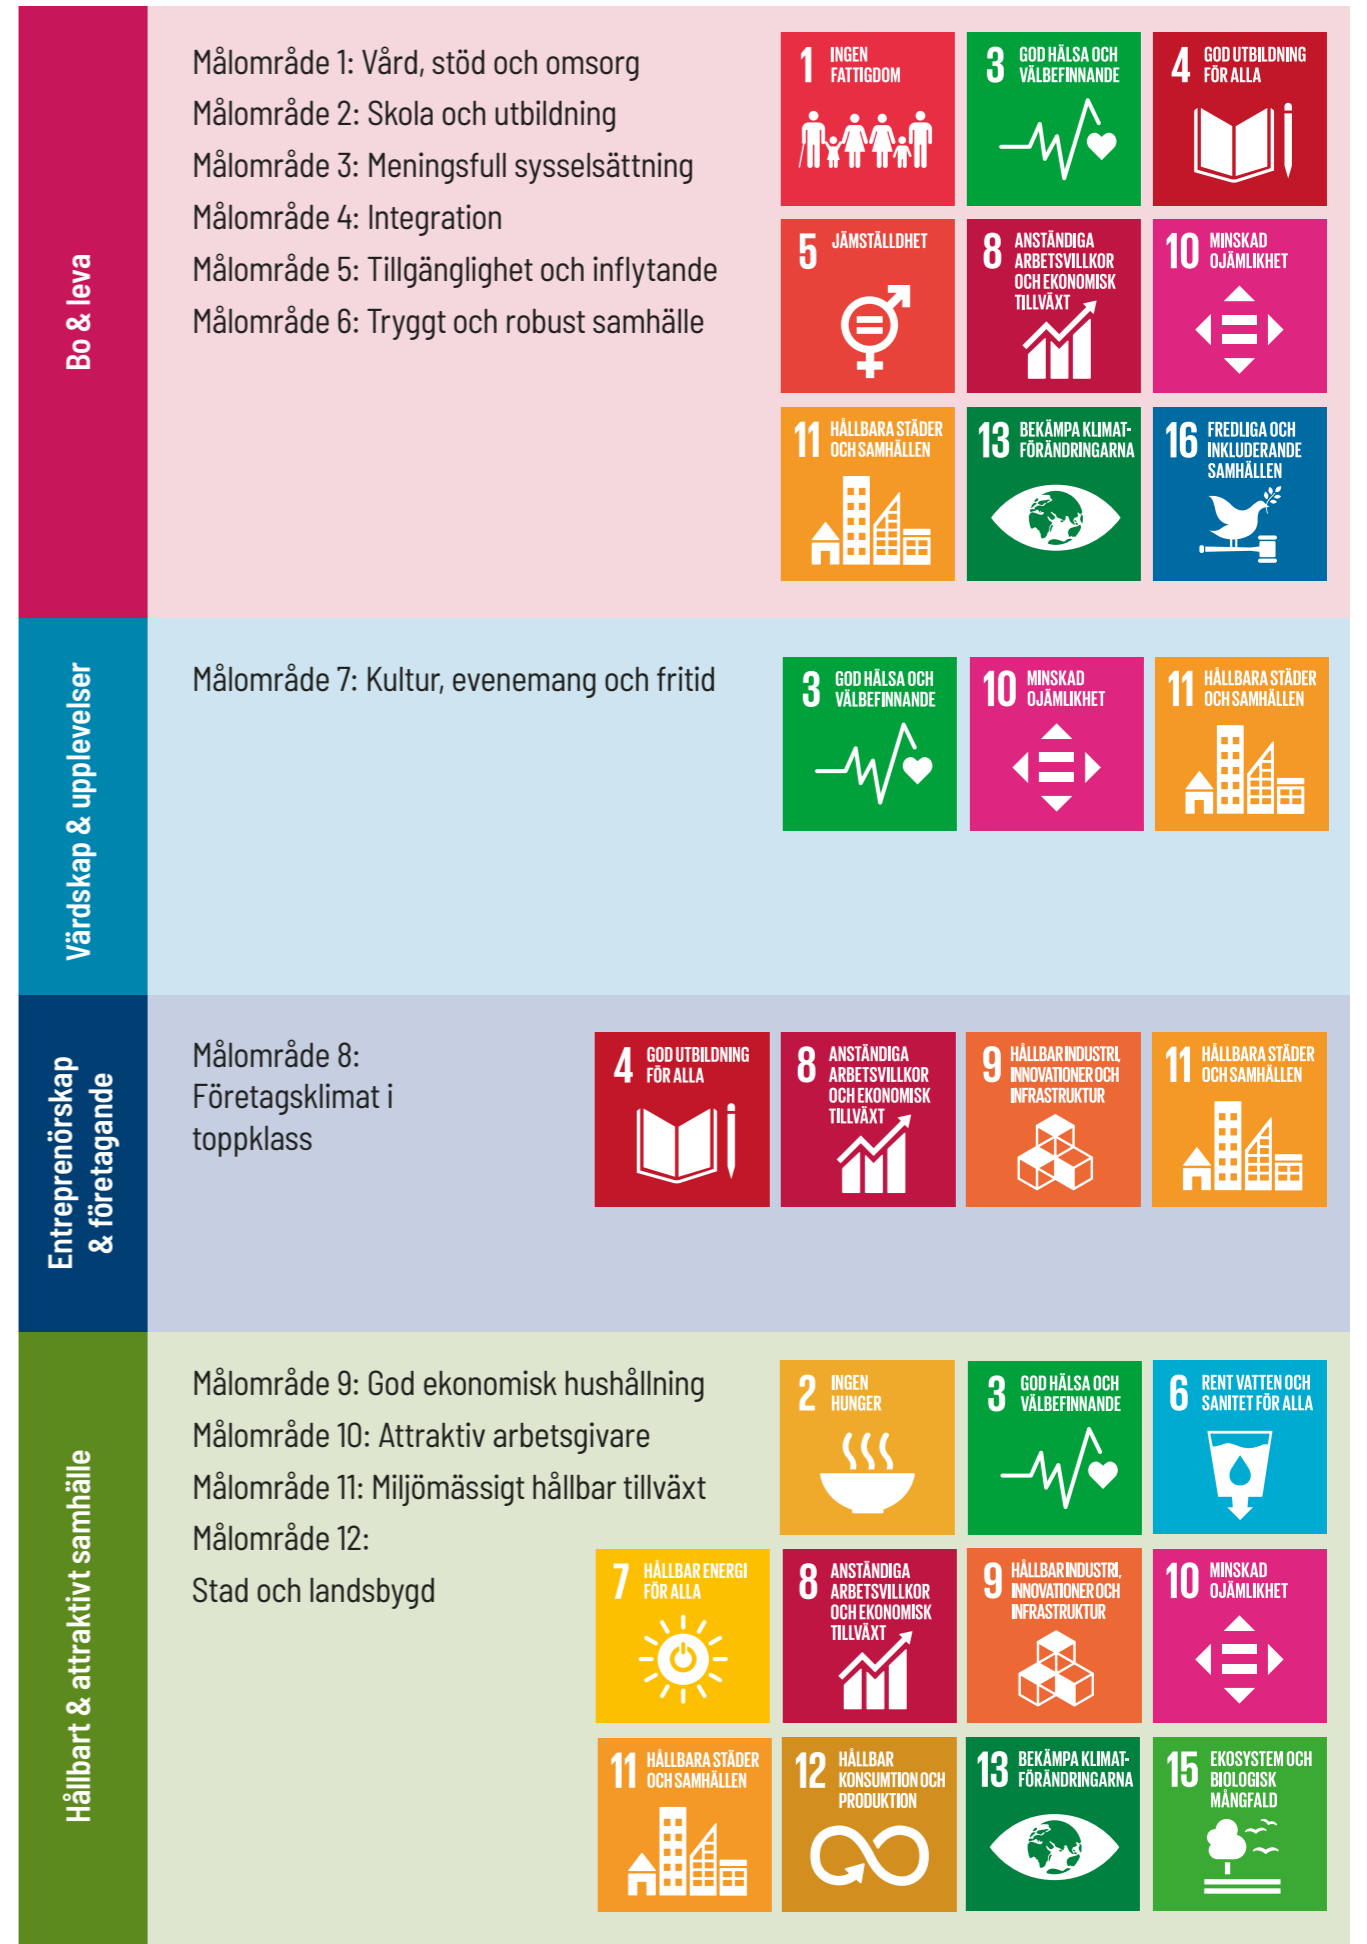 Bo & leva
Målområde 1: Vård, stöd och omsorg
Målområde 2: Skola och utbildning
Målområde 3: Meningsfull sysselsättning
Målområde 4: Integration
Målområde 5: Tillgänglighet och inflytande
Målområde 6: Tryggt och robust samhälle
1 INGEN
FATTIGDOM
3 GOD HÄLSA OCH
VÄLBEFINNANDE
4 GOD UTBILDNING
FÖR ALLA
5 JÄMSTÄLLDHET
8 ANSTÄNDIGA
ARBETSVILLKOR
OCH EKONOMISK
TILLVÄXT
10 MINSKAD
OJÄMLIKHET
11 HÅLLBARA STÄDER
OCH SAMHÄLLEN
13 BEKÄMPA KLIMAT-
FÖRÄNDRINGARNA
16 FREDLIGA OCH
INKLUDERANDE
SAMHÄLLEN
Värdskap & upplevelser
Målområde 7: Kultur, evenemang och fritid
3 GOD HÄLSA OCH
VÄLBEFINNANDE
10 MINSKAD
OJÄMLIKHET
11 HÅLLBARA STÄDER
OCH SAMHÄLLEN
Entreprenörskap
& företagande
Målområde 8:
Företagsklimat i
toppklass
4 GOD UTBILDNING
FÖR ALLA
8 ANSTÄNDIGA
ARBETSVILLKOR
OCH EKONOMISK
TILLVÄXT
9 HÅLLBAR INDUSTRI,
INNOVATIONER OCH
INFRASTRUKTUR
11 HÅLLBARA STÄDER
OCH SAMHÄLLEN
Hållbart & attraktivt samhälle
Målområde 9: God ekonomisk hushållning
Målområde 10: Attraktiv arbetsgivare
Målområde 11: Miljömässigt hållbar tillväxt
Målområde 12:
Stad och landsbygd
2 INGEN
HUNGER
3 GOD HÄLSA OCH
VÄLBEFINNANDE
6 RENT VATTEN OCH
SANITET FÖR ALLA
7 HÅLLBAR ENERGI
FÖR ALLA
8 ANSTÄNDIGA
ARBETSVILLKOR
OCH EKONOMISK
TILLVÄXT
9 HÅLLBAR INDUSTRI,
INNOVATIONER OCH
INFRASTRUKTUR
10 MINSKAD
OJÄMLIKHET
11 HÅLLBARA STÄDER
OCH SAMHÄLLEN
12 HÅLLBAR
KONSUMTION OCH
PRODUKTION
13 BEKÄMPA KLIMAT-
FÖRÄNDRINGARNA
15 EKOSYSTEM OCH
BIOLOGISK
MÅNGFALD